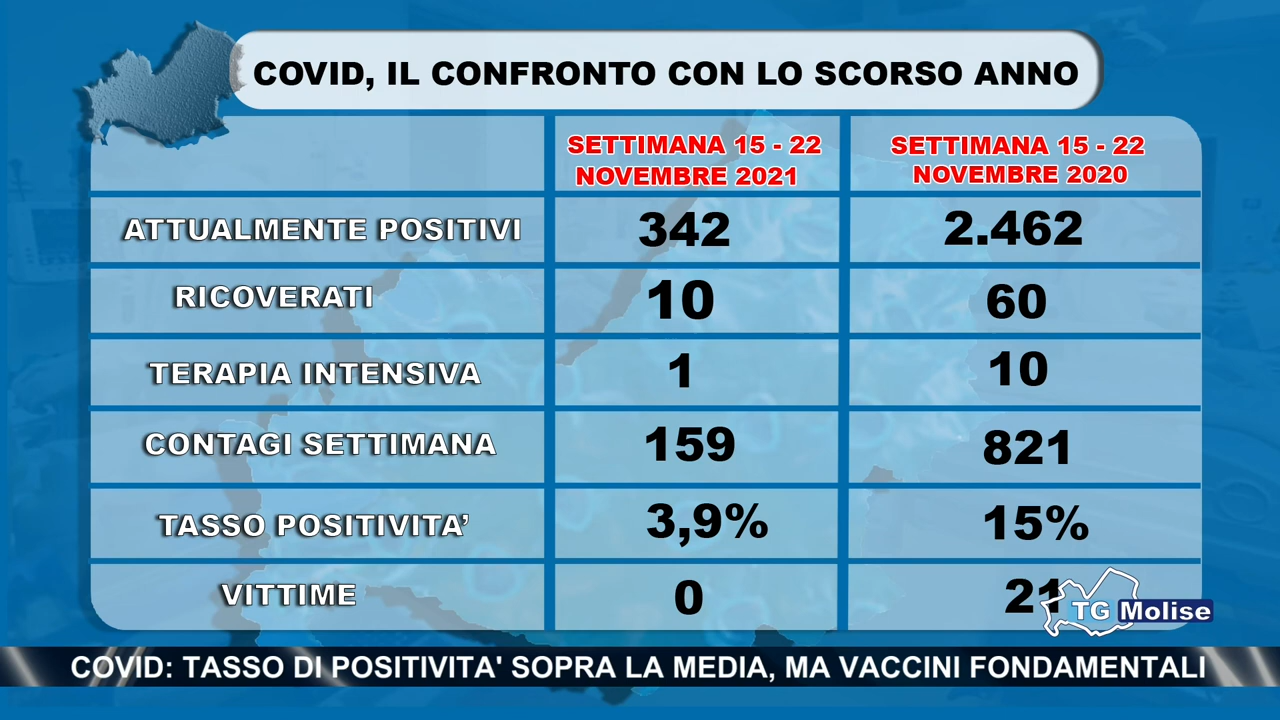 COVID, IL CONFRONTO CON LO SCORSO ANNO
SETTIMANA 15 - 22
NOVEMBRE 2021
SETTIMANA 15 - 22
NOVEMBRE 2020
ATTUALMENTE POSITIVI 342 2.462
RICOVERATI 10 60
TERAPIA INTENSIVA 1 10
CONTAGI SETTIMANA 159 821
TASSO POSITIVITA’ 3,9% 15%
VITTIME 0 21
TG Molise
COVID: TASSO DI POSITIVITA' SOPRA LA MEDIA, MA VACCINI FONDAMENTALI